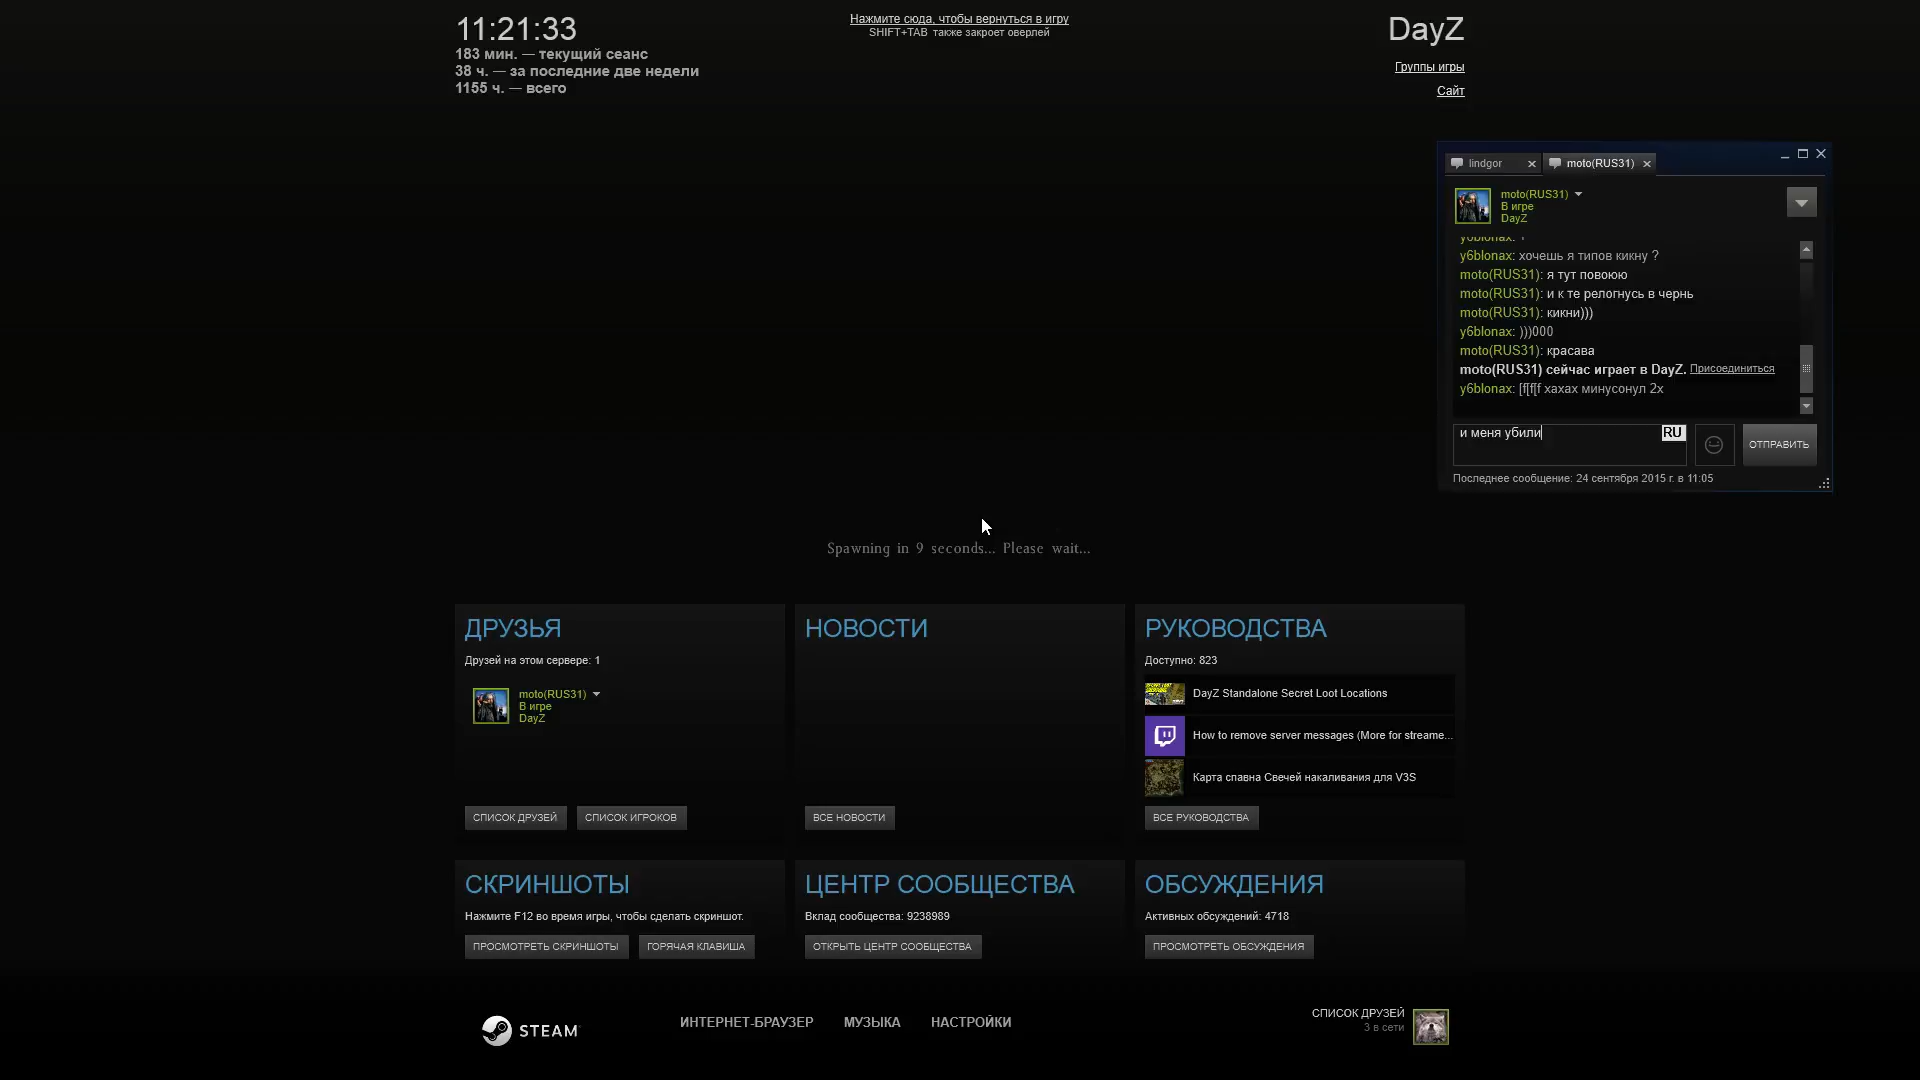 11:21:33
183 мин. — текущий сеанс
38 ч. — за последние две недели
1155 ч. — всего
Нажмите сюда, чтобы вернуться в игру
SHIFT+TAB также закроет оверлей
DayZ
Группы игры
Сайт
lindgor
moto(RUS31)
moto(RUS31)
В игре
DayZ
y6blonax:
y6blonax: хочешь я типов кикну ?
moto(RUS31): я тут повоюю
moto(RUS31): и к те релогнусь в чернь
moto(RUS31): кикни)))
y6blonax: )))000
moto(RUS31): красава
moto(RUS31) сейчас играет в DayZ. Присоединиться
y6blonax: [f[f[f хахах минусонул 2х
и меня убили
RU
ОТПРАВИТЬ
Последнее сообщение: 24 сентября 2015 г. в 11:05
Spawning in 9 seconds... Please wait...
ДРУЗЬЯ
Друзей на этом сервере: 1
moto(RUS31)
В игре
DayZ
СПИСОК ДРУЗЕЙ
СПИСОК ИГРОКОВ
НОВОСТИ
ВСЕ НОВОСТИ
РУКОВОДСТВА
Доступно: 823
DayZ Standalone Secret Loot Locations
How to remove server messages (More for streame...
Карта спавна Свечей накаливания для V3S
ВСЕ РУКОВОДСТВА
СКРИНШОТЫ
Нажмите F12 во время игры, чтобы сделать скриншот.
ПРОСМОТРЕТЬ СКРИНШОТЫ
ГОРЯЧАЯ КЛАВИША
ЦЕНТР СООБЩЕСТВА
Вклад сообщества: 9238989
ОТКРЫТЬ ЦЕНТР СООБЩЕСТВА
ОБСУЖДЕНИЯ
Активных обсуждений: 4718
ПРОСМОТРЕТЬ ОБСУЖДЕНИЯ
STEAM
ИНТЕРНЕТ-БРАУЗЕР
МУЗЫКА
НАСТРОЙКИ
СПИСОК ДРУЗЕЙ
3 в сети